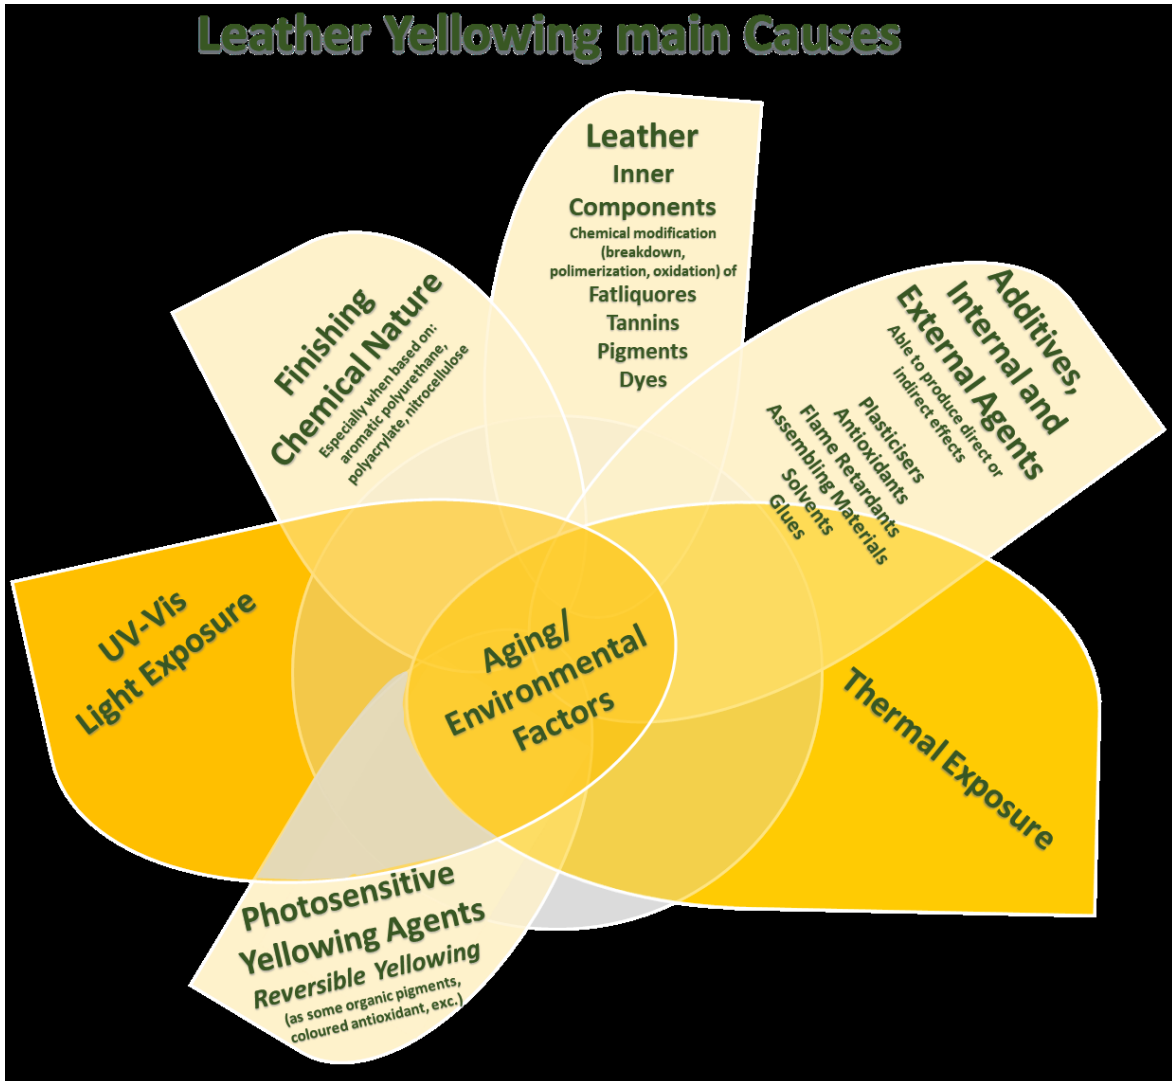 Leather Yellowing main Causes
Leather
Inner
Components
Chemical modification
(breakdown,
polimerization, oxidation) of
Fatliquores
Tannins
Pigments
Dyes
Finishing
Chemical Nature
Especially when based on:
aromatic polyurethane,
polyacrylate, nitrocellulose
Additives,
Internal and
External Agents
Able to produce direct or
indirect effects
Plasticisers
Antioxidants
Flame Retardants
Assembling Materials
Solvents
Glues
UV-Vis
Light Exposure
Aging/
Environmental
Factors
Thermal Exposure
Photosensitive
Yellowing Agents
Reversible Yellowing
(as some organic pigments,
coloured antioxidant, exc.)